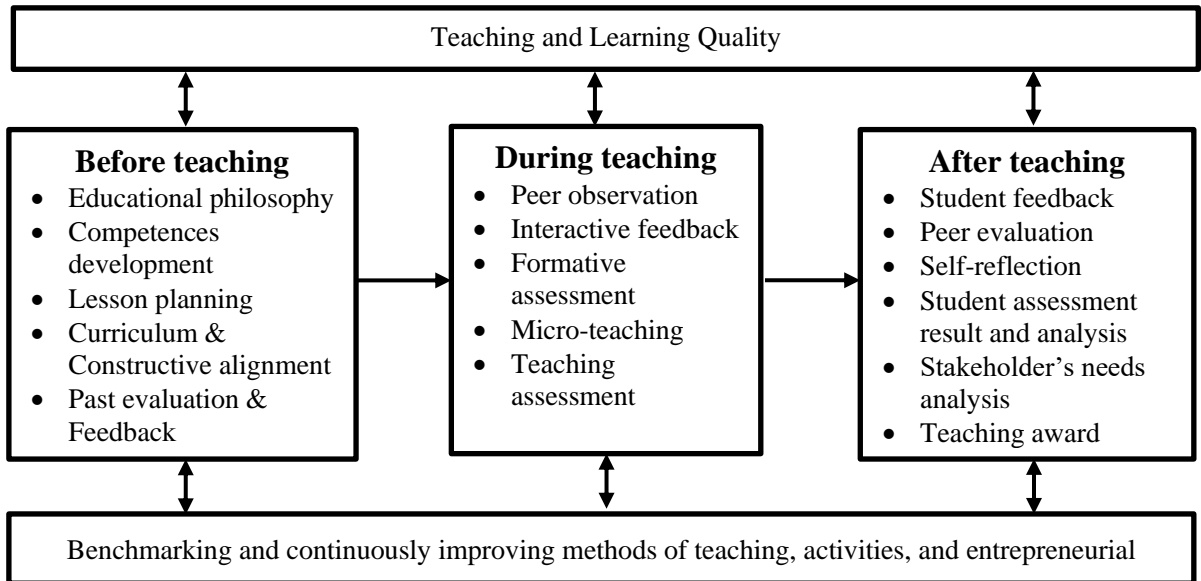 Teaching and Learning Quality
Before teaching
• Educational philosophy
• Competences
development
• Lesson planning
• Curriculum &
Constructive alignment
• Past evaluation &
Feedback
During teaching
• Peer observation
• Interactive feedback
• Formative
assessment
• Micro-teaching
• Teaching
assessment
After teaching
• Student feedback
• Peer evaluation
• Self-reflection
• Student assessment
result and analysis
• Stakeholder’s needs
analysis
• Teaching award
Benchmarking and continuously improving methods of teaching, activities, and entrepreneurial